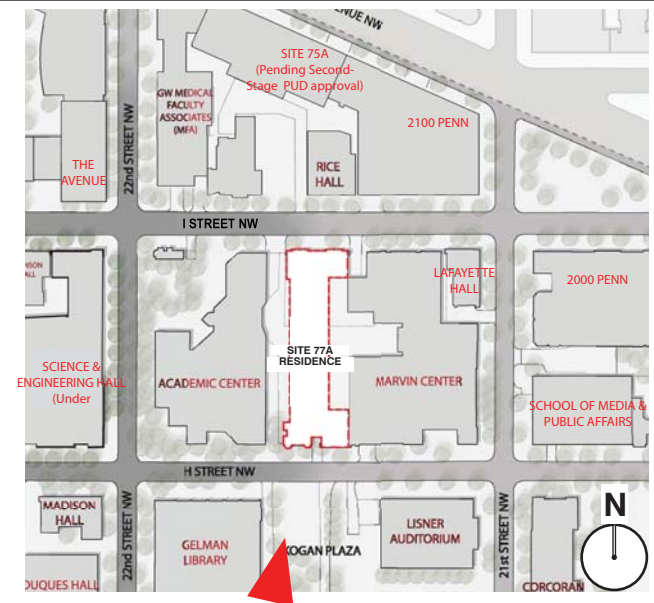 ENUE NW
SITE 75A
(Pending Second-
Stage PUD approval)
GW MEDICAL
FACULTY
ASSOCIATES
(MFA)
2100 PENN
22nd STREET NW
THE
AVENUE
RICE
HALL
I STREET NW
NSON
ALL
LAFAYETTE
HALL
2000 PENN
SITE 77A
RESIDENCE
SCIENCE &
ENGINEERING HALL
(Under
ACADEMIC CENTER
MARVIN CENTER
SCHOOL OF MEDIA &
PUBLIC AFFAIRS
H STREET NW
MADISON
HALL
22nd STREET NW
GELMAN
LIBRARY
KOGAN PLAZA
LISNER
AUDITORIUM
21st STREET NW
N
DUQUES HALL
CORCORAN